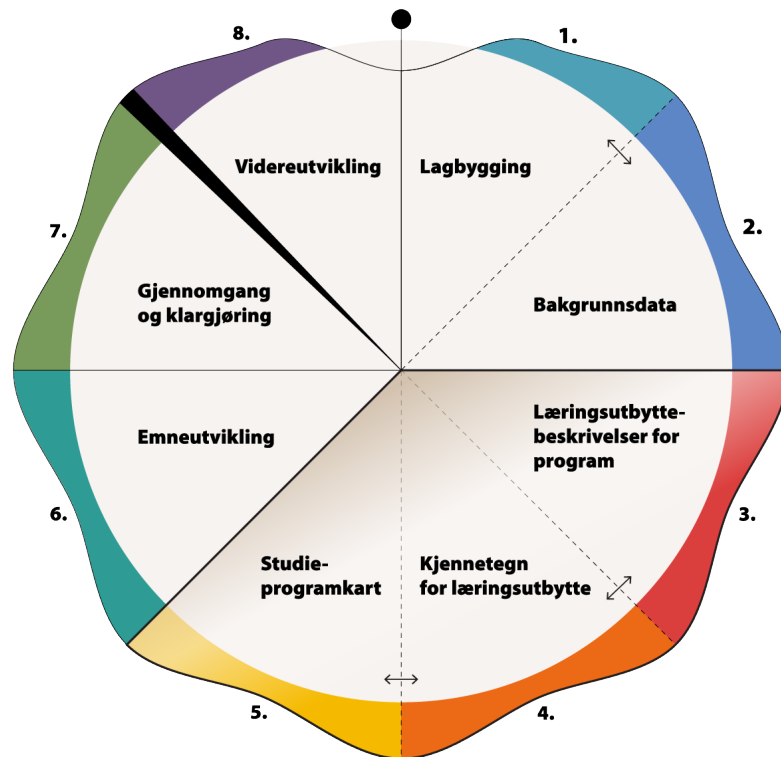 1.
Lagbygging
2.
Bakgrunnsdata
3.
Læringsutbytte-
beskrivelser for
program
4.
Kjennetegn
for læringsutbytte
5.
Studie-
programkart
6.
Emneutvikling
7.
Gjennomgang
og klargjøring
8.
Videreutvikling